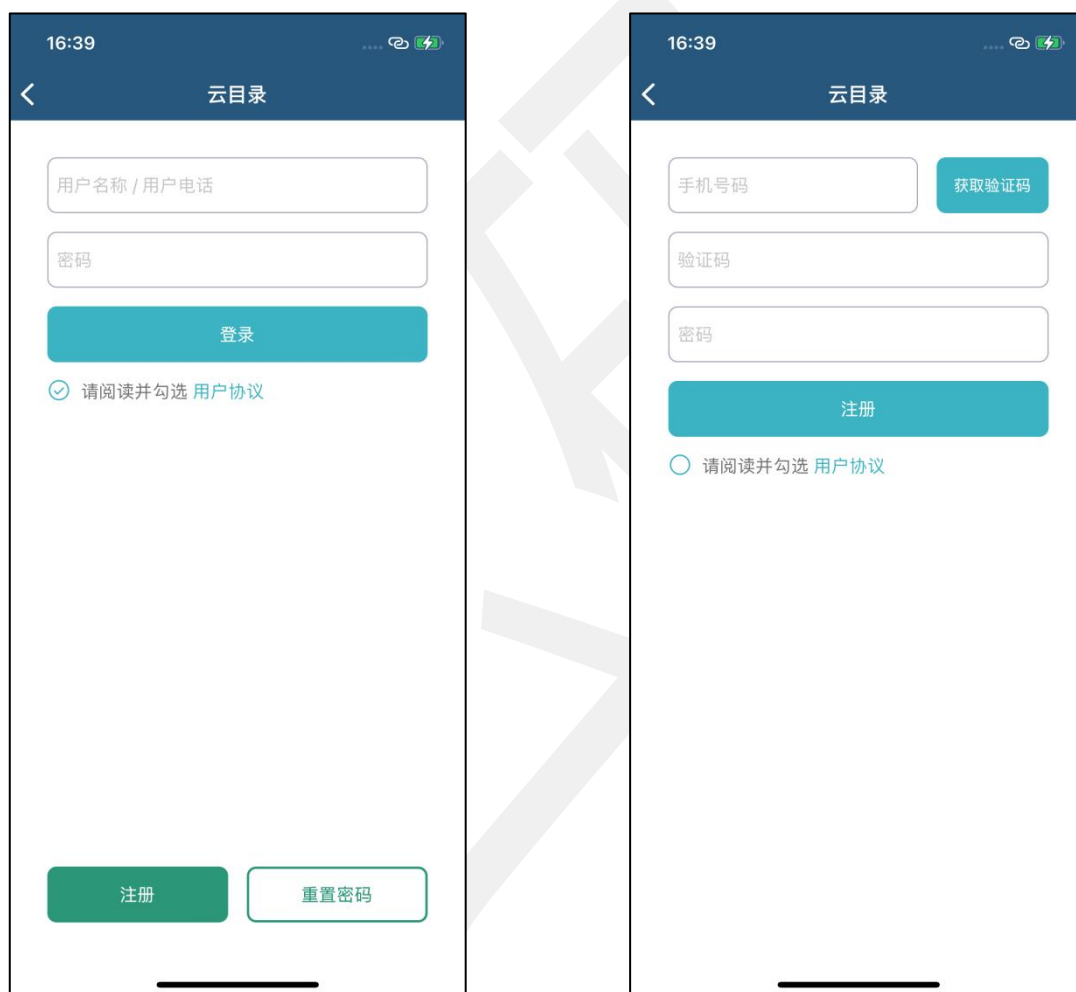 16:39
云目录
用户名称 / 用户电话
密码
登录
请阅读并勾选 用户协议
注册
重置密码
16:39
云目录
手机号码
获取验证码
验证码
密码
注册
请阅读并勾选 用户协议